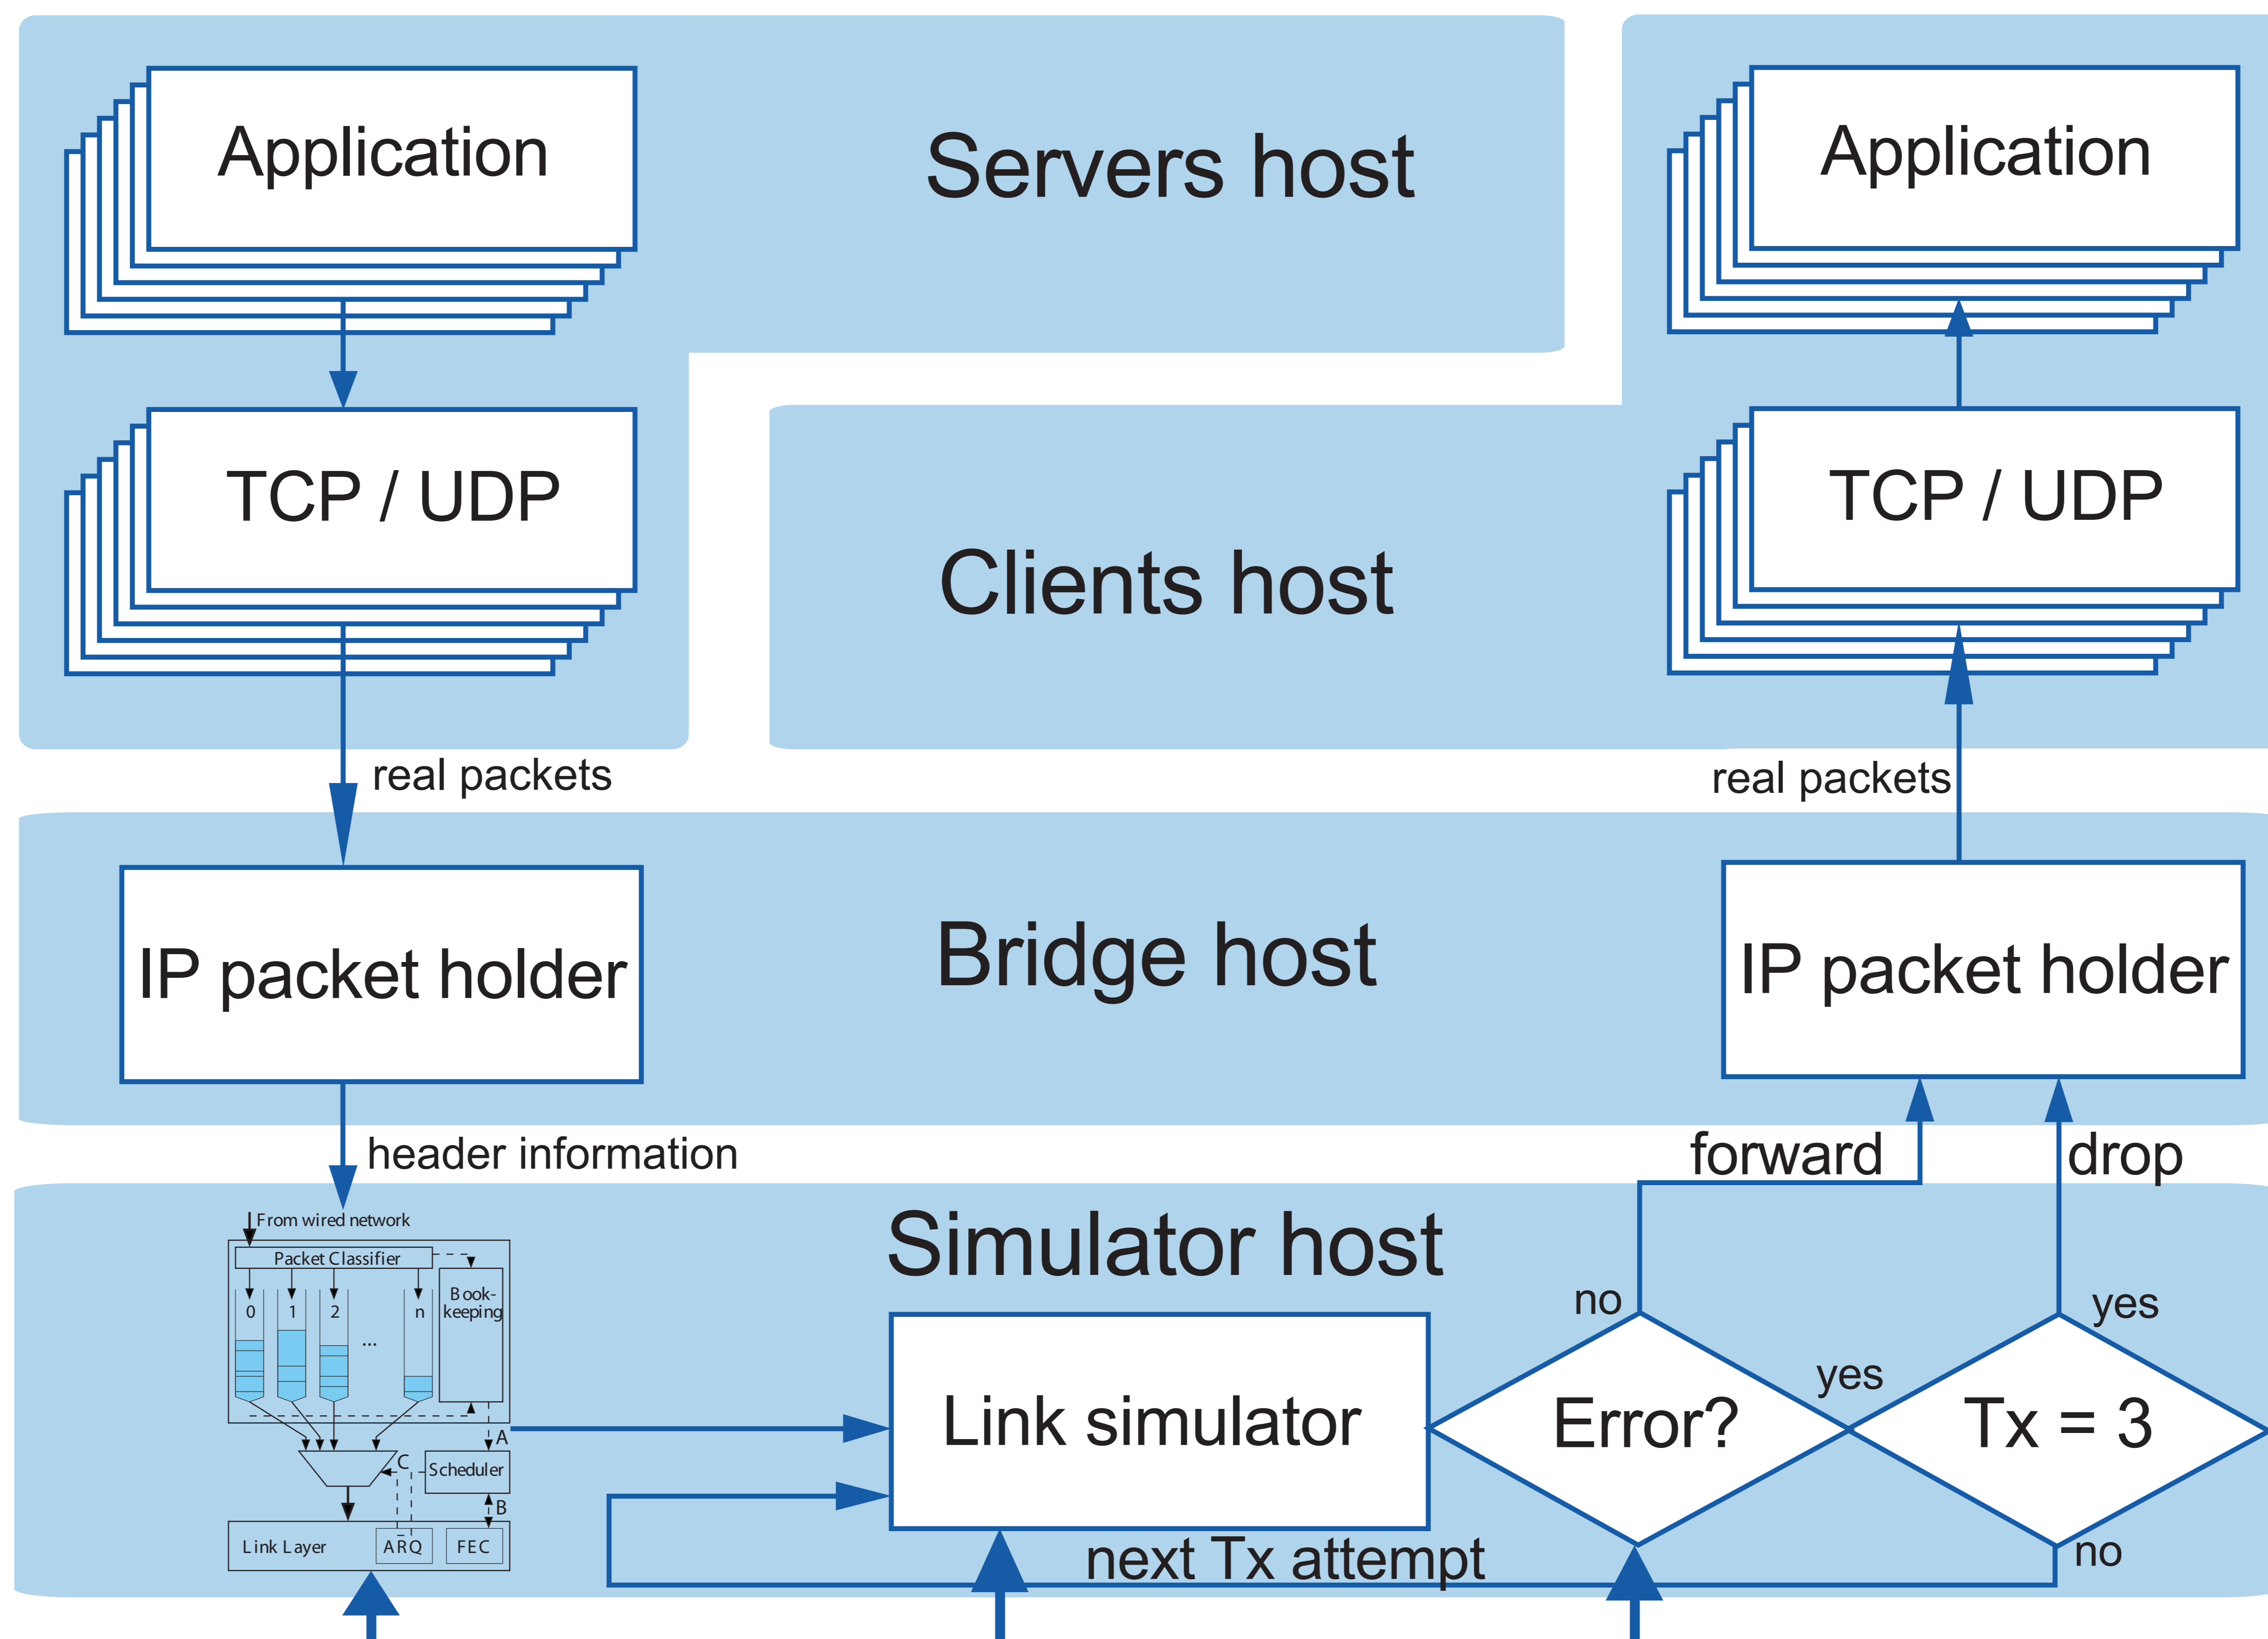 Application
Servers host
Application
TCP / UDP
Clients host
TCP / UDP
real packets
real packets
IP packet holder
Bridge host
IP packet holder
header information
forward
drop
From wired network
Simulator host
Packet Classifier
Book-
keeping
0
1
2
...
n
no
yes
Link simulator
Error?
yes
Tx = 3
A
C
Scheduler
B
Link Layer
ARQ
FEC
next Tx attempt
no